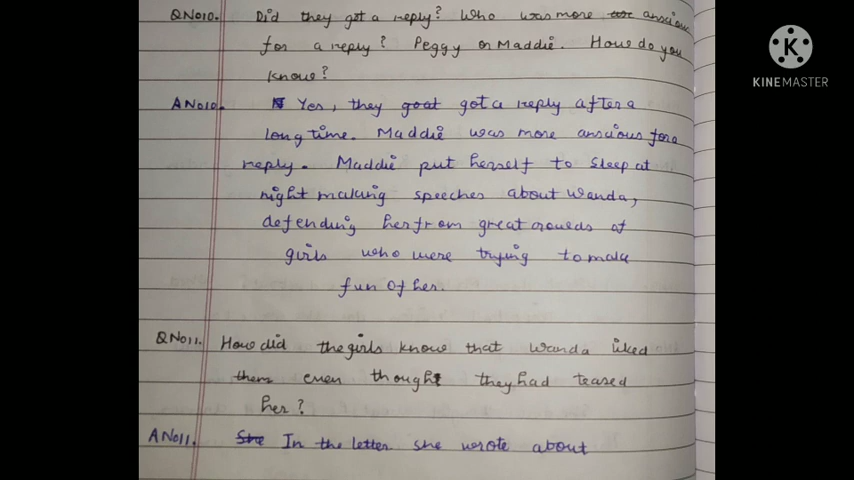 QNO10. Did they get a reply? Who was more anscious
for a reply? Peggy or Maddie. How do you
know?
ANO10. Yes, they goat got a reply after a
long time. Maddie was more anscious for a
reply. Maddie put herself to sleep at
night making speeches about Wanda,
defending her from great crowds of
girls who were trying to make
fun of her.
QNO11. How did the girls know that Wanda liked
them even thought they had teased
her?
ANO11. She In the letter she wrote about
K
KINEMASTER